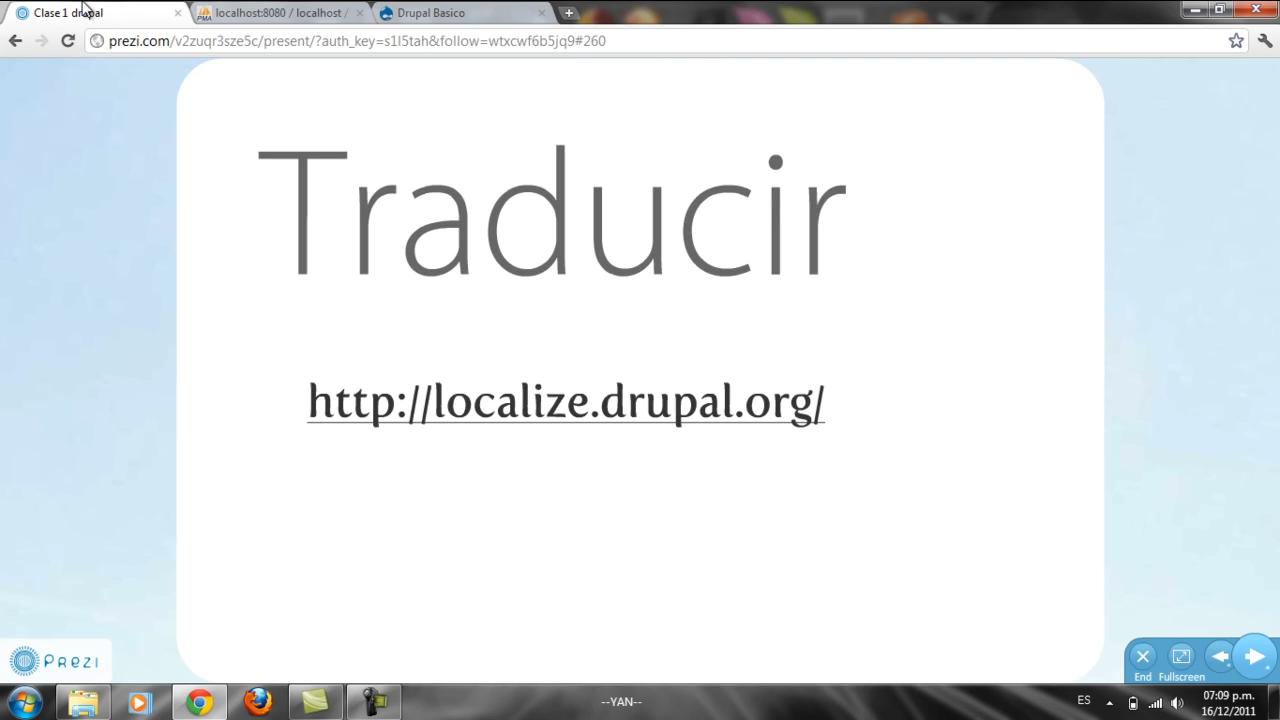 Clase 1 drupal
localhost:8080 / localhost /
Drupal Basico
prezi.com/v2zuqr3sze5c/present/?auth_key=s1l5tah&follow=wtxcwf6b5jq9#260
Traducir
http://localize.drupal.org/
PREZI
End Fullscreen
--YAN--
ES
07:09 p.m.
16/12/2011